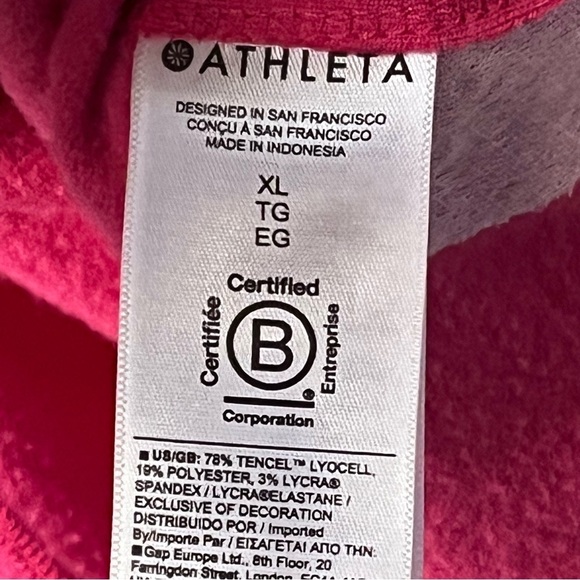 ATHLETA
DESIGNED IN SAN FRANCISCO
CONÇU À SAN FRANCISCO
MADE IN INDONESIA
XL
TG
EG
Certified
Certifiée
B
Entreprise
Corporation
■ US/GB: 78% TENCEL™ LYOCELL,
19% POLYESTER, 3% LYCRA®
SPANDEX / LYCRA®ELASTANE /
EXCLUSIVE OF DECORATION
DISTRIBUIDO POR / Imported
By/Importe Par / ΕΙΣΑΓΕΤΑΙ ΑΠΟ ΤΗΝ:
■Gap Europe Ltd., 8th Floor, 20
Farringdon Street, London